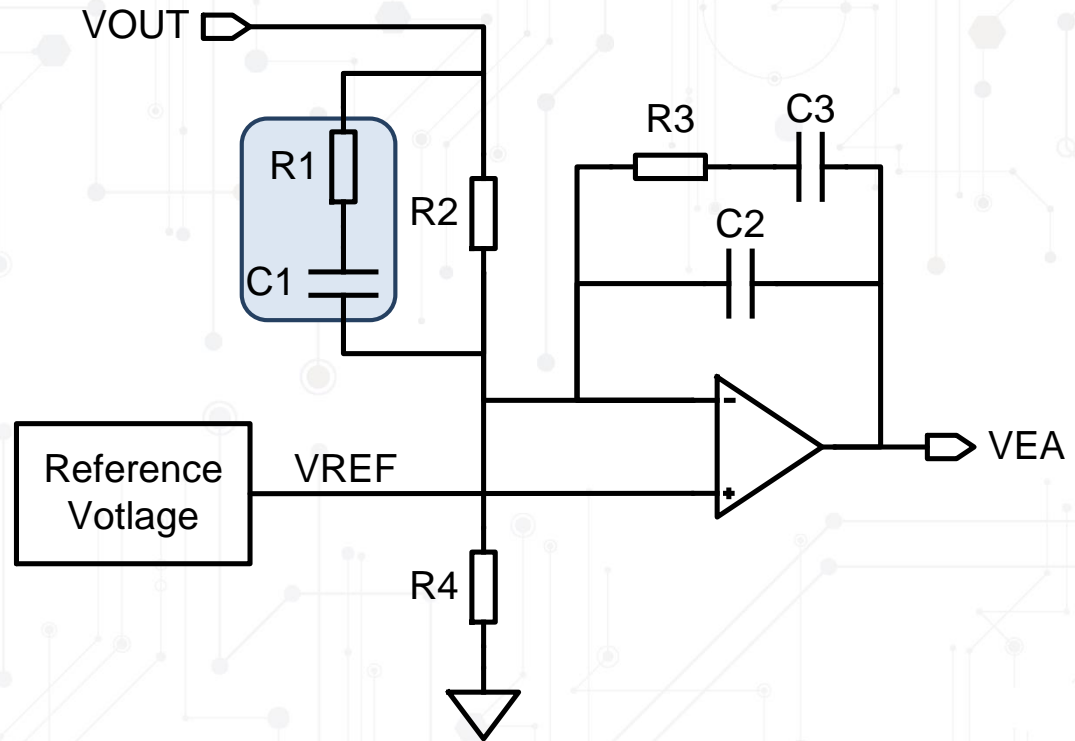 VOUT
R1
C1
R2
R3
C3
C2
-
+
VEA
Reference
Votlage
VREF
R4